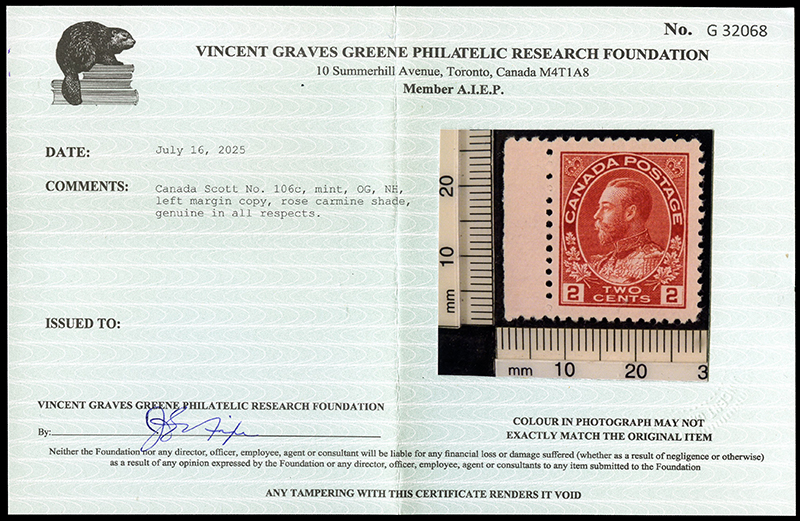 No. G 32068
VINCENT GRAVES GREENE PHILATELIC RESEARCH FOUNDATION
10 Summerhill Avenue, Toronto, Canada M4T1A8
Member A.I.E.P.
DATE: July 16, 2025
COMMENTS: Canada Scott No. 106c, mint, OG, NH,
left margin copy, rose carmine shade,
genuine in all respects.
20
10
mm
CANADA POSTAGE
2 TWO CENTS 2
mm 10 20 3
ISSUED TO:
VINCENT GRAVES GREENE PHILATELIC RESEARCH FOUNDATION
By:
COLOUR IN PHOTOGRAPH MAY NOT
EXACTLY MATCH THE ORIGINAL ITEM
Neither the Foundation nor any director, officer, employee, agent or consultant will be liable for any financial loss or damage suffered (whether as a result of negligence or otherwise)
as a result of any opinion expressed by the Foundation or any director, officer, employee, agent or consultants to any item submitted to the Foundation
ANY TAMPERING WITH THIS CERTIFICATE RENDERS IT VOID